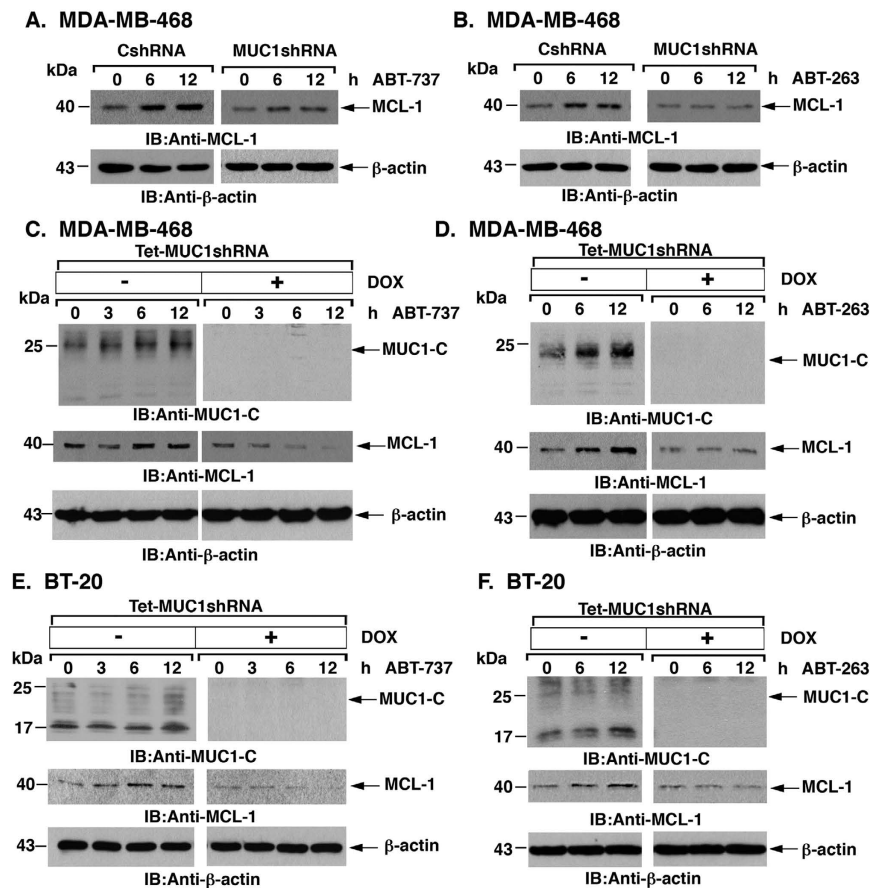 A. MDA-MB-468
CshRNA MUC1shRNA
kDa 0 6 12 0 6 12 h ABT-737
40 MCL-1
IB:Anti-MCL-1
43 β-actin
IB:Anti-β-actin
B. MDA-MB-468
CshRNA MUC1shRNA
kDa 0 6 12 0 6 12 h ABT-263
40 MCL-1
IB:Anti-MCL-1
43 β-actin
IB:Anti-β-actin
C. MDA-MB-468
Tet-MUC1shRNA
- + DOX
kDa 0 3 6 12 0 3 6 12 h ABT-737
25 MUC1-C
IB:Anti-MUC1-C
40 MCL-1
IB:Anti-MCL-1
43 β-actin
IB:Anti-β-actin
D. MDA-MB-468
Tet-MUC1shRNA
- + DOX
kDa 0 6 12 0 6 12 h ABT-263
25 MUC1-C
IB:Anti-MUC1-C
40 MCL-1
IB:Anti-MCL-1
43 β-actin
IB:Anti-β-actin
E. BT-20
Tet-MUC1shRNA
- + DOX
kDa 0 3 6 12 0 3 6 12 h ABT-737
25 MUC1-C
17
IB:Anti-MUC1-C
40 MCL-1
IB:Anti-MCL-1
43 β-actin
IB:Anti-β-actin
F. BT-20
Tet-MUC1shRNA
- + DOX
kDa 0 6 12 0 6 12 h ABT-263
25 MUC1-C
17
IB:Anti-MUC1-C
40 MCL-1
IB:Anti-MCL-1
43 β-actin
IB:Anti-β-actin